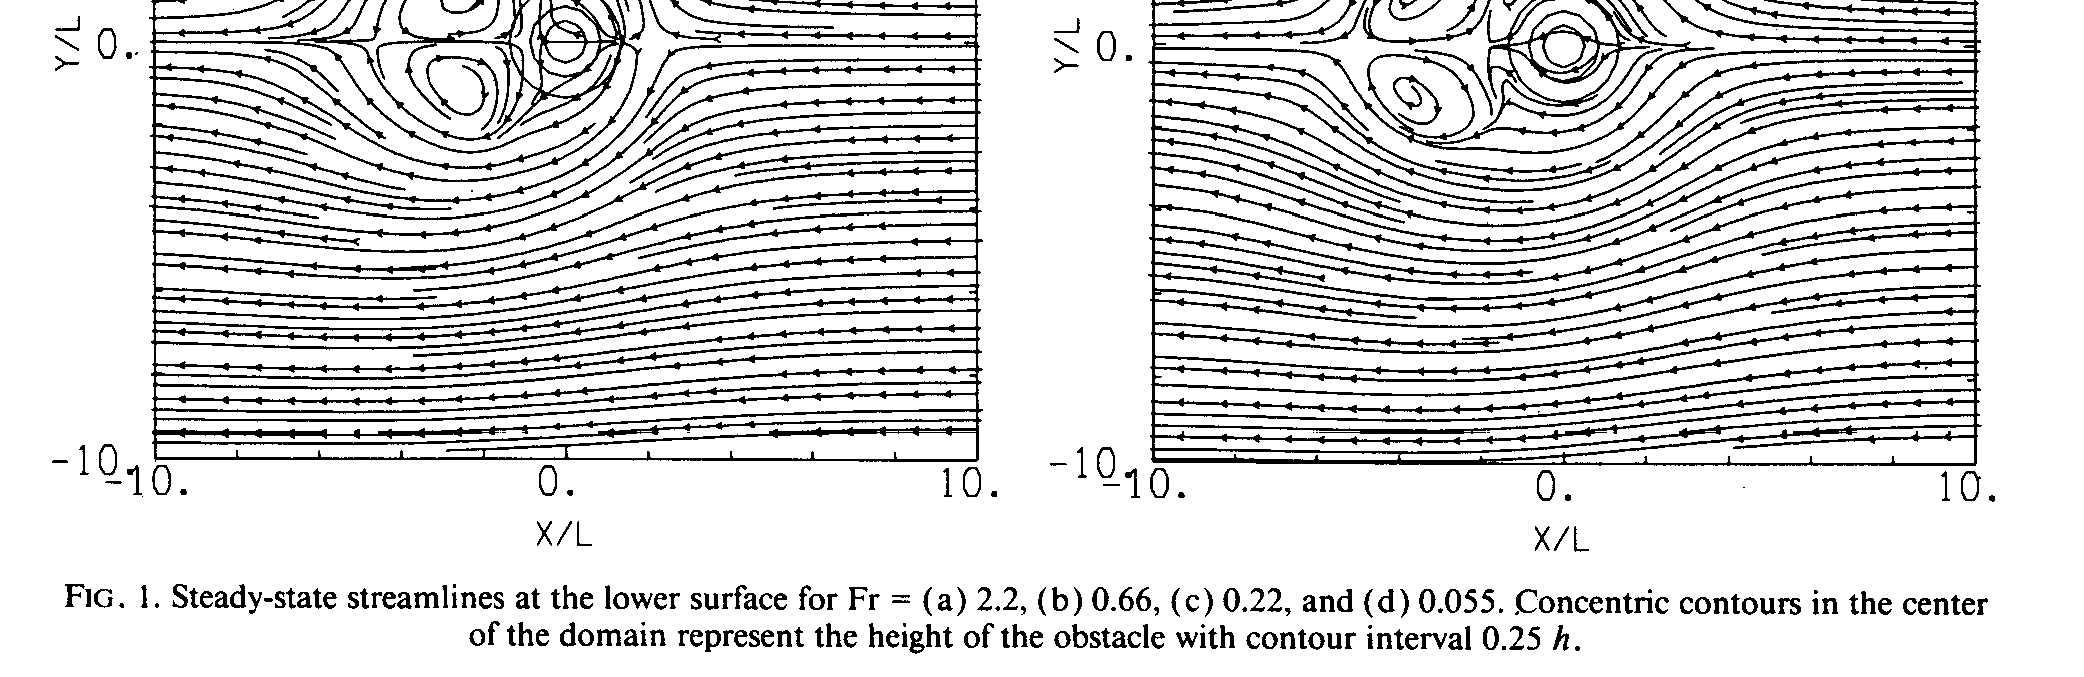 Y/L 0. Y/L 0.
-10. -10.
-10. 0. 10. -10. 0. 10.
X/L X/L
FIG. 1. Steady-state streamlines at the lower surface for Fr = (a) 2.2, (b) 0.66, (c) 0.22, and (d) 0.055. Concentric contours in the center
of the domain represent the height of the obstacle with contour interval 0.25 h.